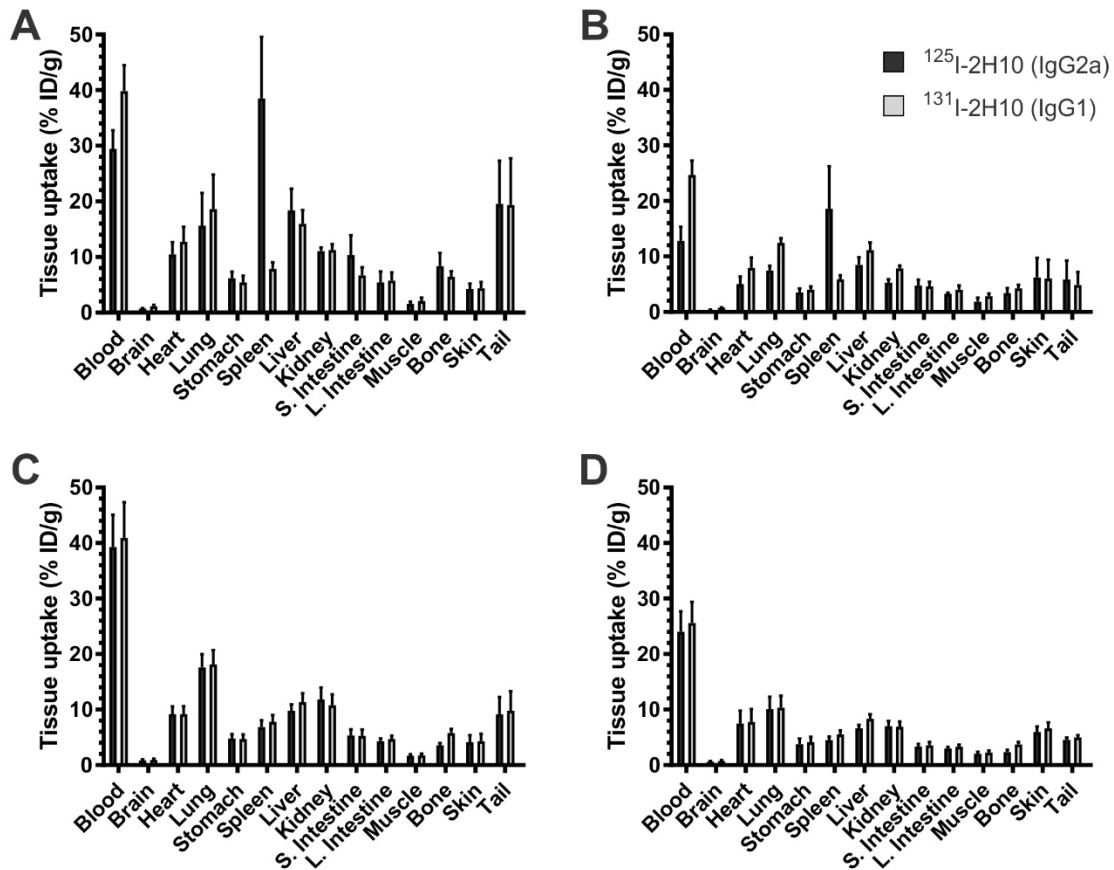 A
Tissue uptake (% ID/g)
50
40
30
20
10
0
Blood
Brain
Heart
Lung
Stomach
Spleen
Liver
Kidney
S. Intestine
L. Intestine
Muscle
Bone
Skin
Tail
B
Tissue uptake (% ID/g)
50
40
30
20
10
0
¹²⁵I-2H10 (IgG2a)
¹³¹I-2H10 (IgG1)
Blood
Brain
Heart
Lung
Stomach
Spleen
Liver
Kidney
S. Intestine
L. Intestine
Muscle
Bone
Skin
Tail
C
Tissue uptake (% ID/g)
50
40
30
20
10
0
Blood
Brain
Heart
Lung
Stomach
Spleen
Liver
Kidney
S. Intestine
L. Intestine
Muscle
Bone
Skin
Tail
D
Tissue uptake (% ID/g)
50
40
30
20
10
0
Blood
Brain
Heart
Lung
Stomach
Spleen
Liver
Kidney
S. Intestine
L. Intestine
Muscle
Bone
Skin
Tail